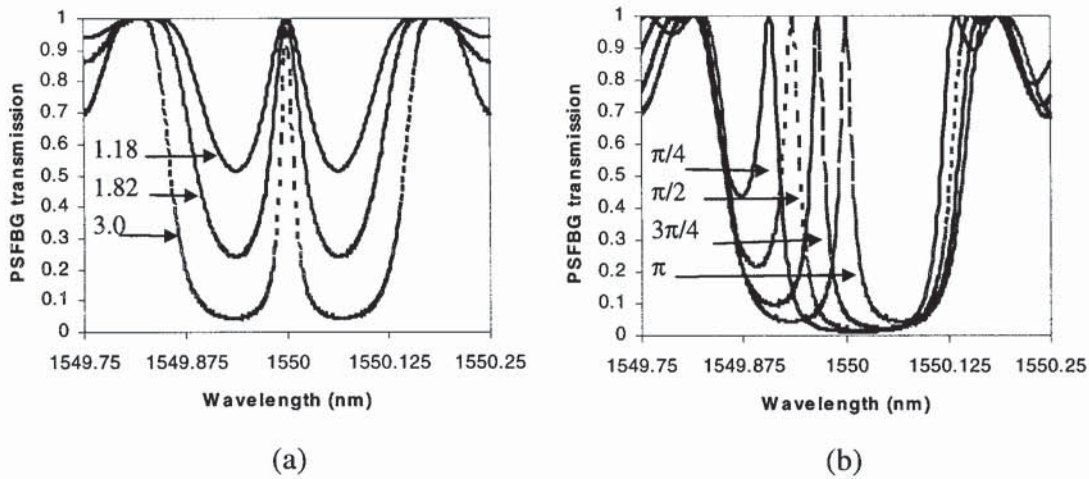 PSFBG transmission
1
0.9
0.8
0.7
0.6
0.5
0.4
0.3
0.2
0.1
0
1.18
1.82
3.0
1549.75 1549.875 1550 1550.125 1550.25
Wavelength (nm)
(a)
PSFBG transmission
1
0.9
0.8
0.7
0.6
0.5
0.4
0.3
0.2
0.1
0
π/4
π/2
3π/4
π
1549.75 1549.875 1550 1550.125 1550.25
Wavelength (nm)
(b)